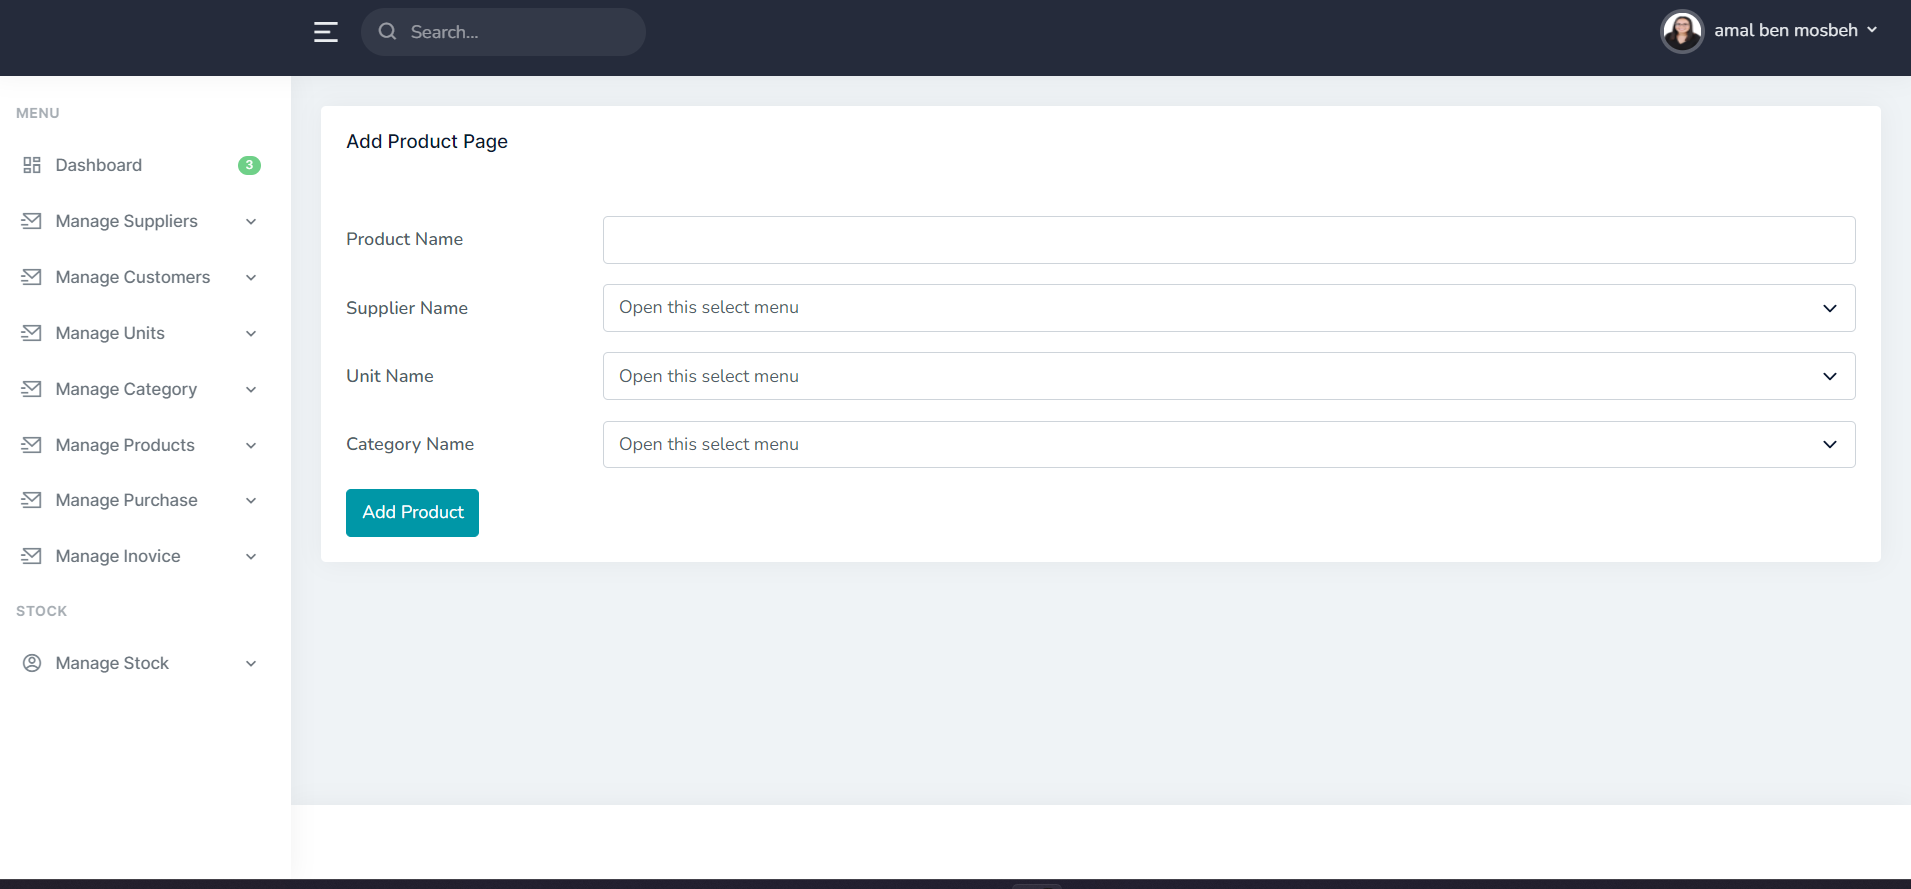 Search...
amal ben mosbeh
MENU
Dashboard 3
Manage Suppliers
Manage Customers
Manage Units
Manage Category
Manage Products
Manage Purchase
Manage Inovice
STOCK
Manage Stock
Add Product Page
Product Name
Supplier Name Open this select menu
Unit Name Open this select menu
Category Name Open this select menu
Add Product